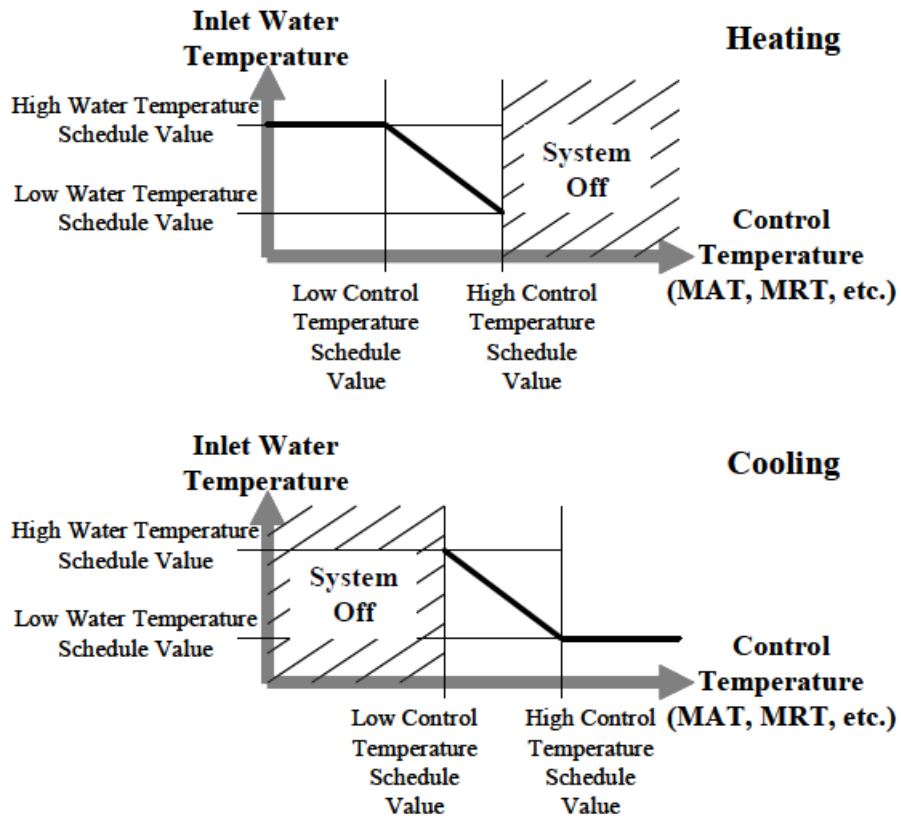 Inlet Water
Temperature
Heating
High Water Temperature
Schedule Value
System
Off
Low Water Temperature
Schedule Value
Control
Temperature
(MAT, MRT, etc.)
Low Control
Temperature
Schedule
Value
High Control
Temperature
Schedule
Value
Inlet Water
Temperature
Cooling
High Water Temperature
Schedule Value
System
Off
Low Water Temperature
Schedule Value
Control
Temperature
(MAT, MRT, etc.)
Low Control
Temperature
Schedule
Value
High Control
Temperature
Schedule
Value